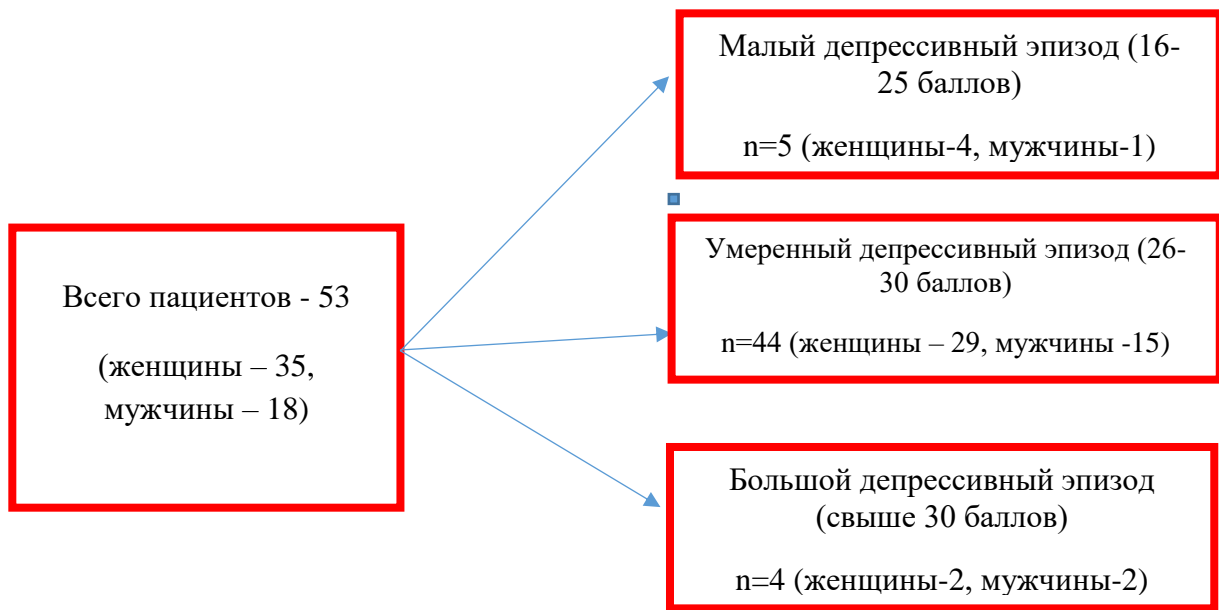 Малый депрессивный эпизод (16-
25 баллов)
n=5 (женщины-4, мужчины-1)
Всего пациентов - 53
(женщины – 35,
мужчины – 18)
Умеренный депрессивный эпизод (26-
30 баллов)
n=44 (женщины – 29, мужчины -15)
Большой депрессивный эпизод
(свыше 30 баллов)
n=4 (женщины-2, мужчины-2)